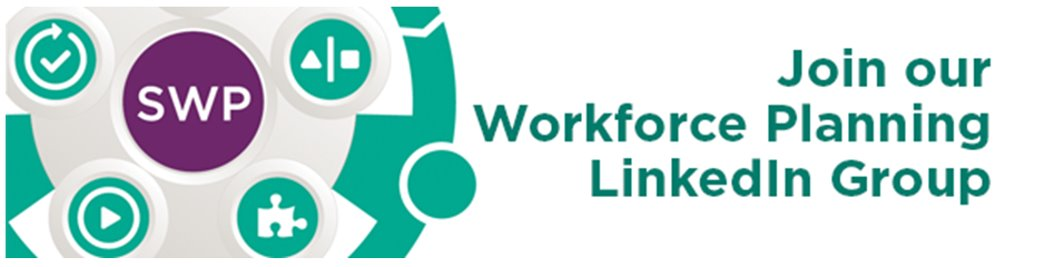 SWP
Join our
Workforce Planning
LinkedIn Group